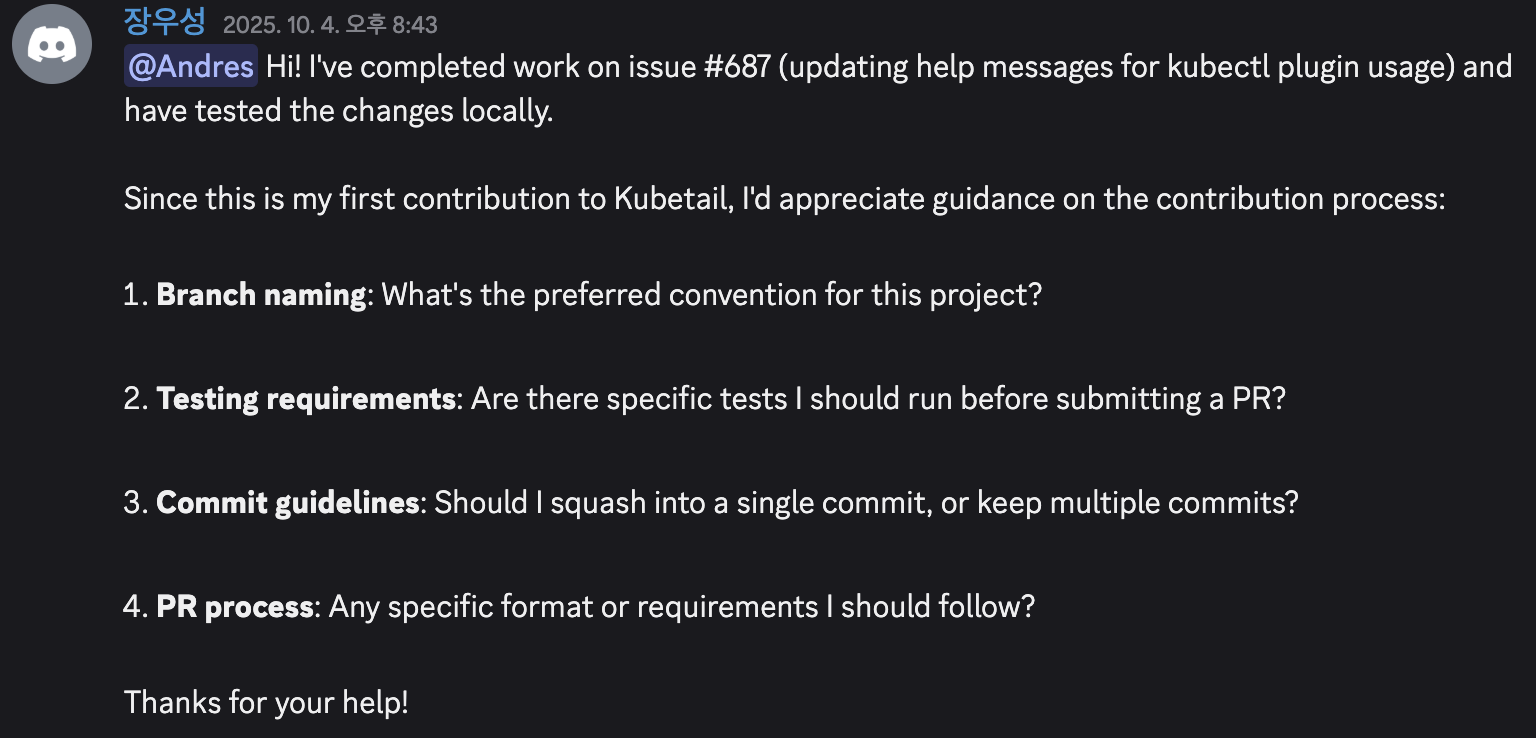 장우성 2025. 10. 4. 오후 8:43
@Andres Hi! I've completed work on issue #687 (updating help messages for kubectl plugin usage) and
have tested the changes locally.
Since this is my first contribution to Kubetail, I'd appreciate guidance on the contribution process:
1. Branch naming: What's the preferred convention for this project?
2. Testing requirements: Are there specific tests I should run before submitting a PR?
3. Commit guidelines: Should I squash into a single commit, or keep multiple commits?
4. PR process: Any specific format or requirements I should follow?
Thanks for your help!